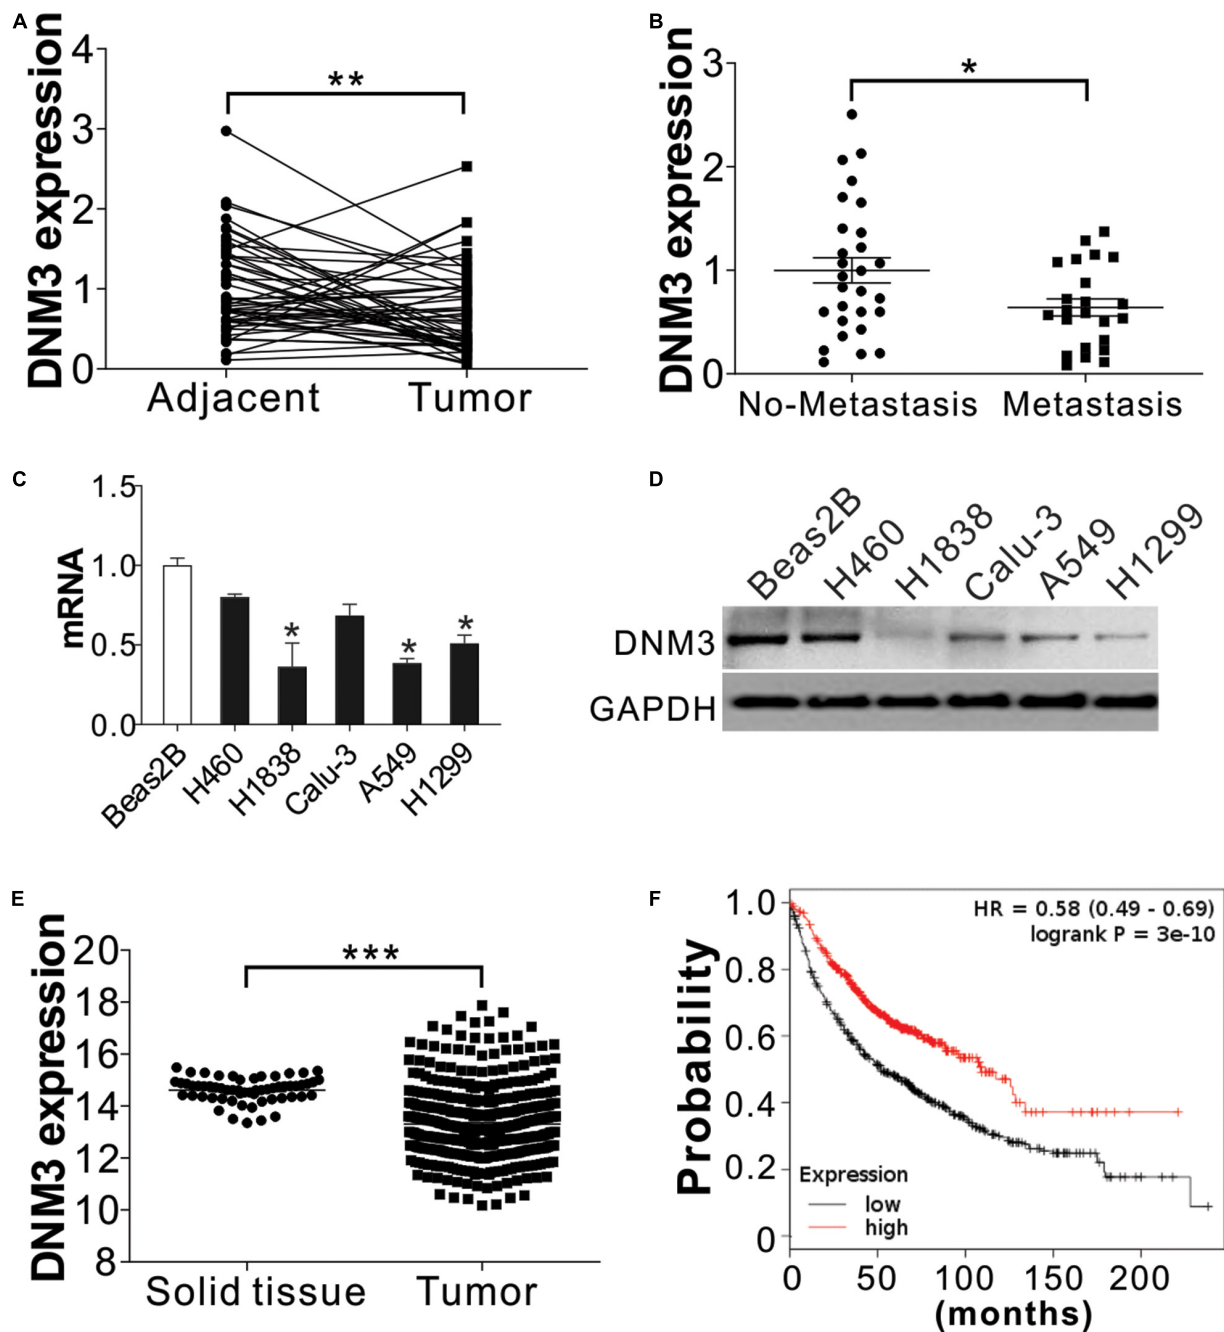 A
DNM3 expression
4
3
2
1
0
**
Adjacent
Tumor
B
DNM3 expression
3
2
1
0
*
No-Metastasis
Metastasis
C
mRNA
1.5
1.0
0.5
0.0
*
*
*
Beas2B
H460
H1838
Calu-3
A549
H1299
D
Beas2B
H460
H1838
Calu-3
A549
H1299
DNM3
GAPDH
E
DNM3 expression
20
18
16
14
12
10
8
***
Solid tissue
Tumor
F
Probability
1.0
0.8
0.6
0.4
0.2
0
HR = 0.58 (0.49 - 0.69)
logrank P = 3e-10
Expression
low
high
0
50
100
150
200
(months)